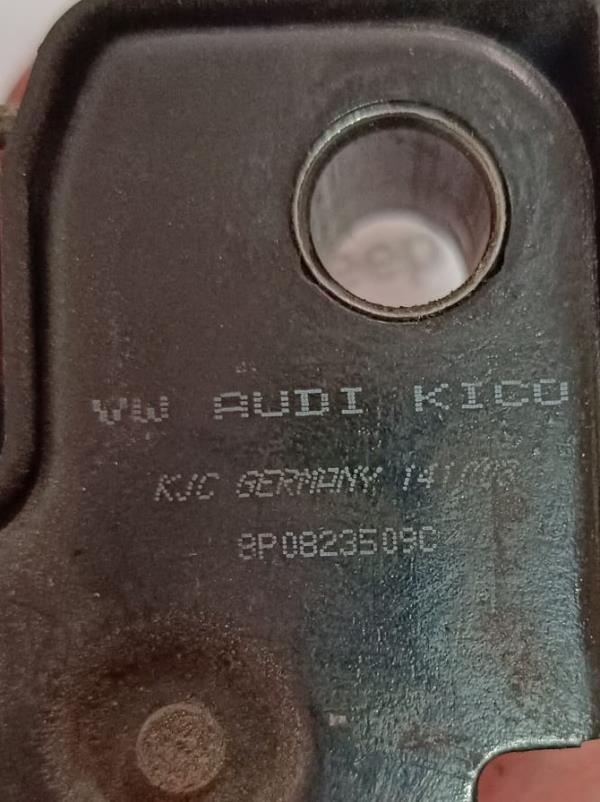 VW AUDI KICO
KJC GERMANY
8P0823509C